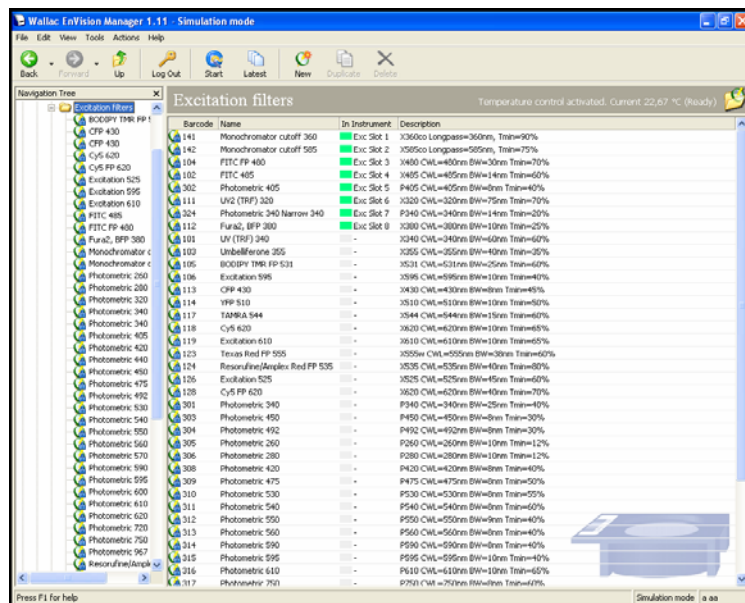 Wallac EnVision Manager 1.11 - Simulation mode
File Edit View Tools Actions Help
Back Forward Up Log Out Start Latest New Duplicate Delete
Navigation Tree
Excitation filters
BODIPY TMR FP 5
CFP 430
CFP 430
Cy5 620
Cy5 FP 620
Excitation 525
Excitation 595
Excitation 610
FITC 485
FITC FP 480
Fura2, BFP 380
Monochromator c
Monochromator c
Photometric 260
Photometric 280
Photometric 320
Photometric 340
Photometric 340
Photometric 405
Photometric 420
Photometric 440
Photometric 450
Photometric 475
Photometric 492
Photometric 530
Photometric 540
Photometric 550
Photometric 560
Photometric 570
Photometric 590
Photometric 595
Photometric 600
Photometric 610
Photometric 620
Photometric 720
Photometric 750
Photometric 967
Resorufine/Ampl
Excitation filters
Temperature control activated. Current 22,67 °C (Ready)
Barcode Name In Instrument Description
141 Monochromator cutoff 360 Exc Slot 1 X360co Longpass=360nm, Tmin=90%
142 Monochromator cutoff 585 Exc Slot 2 X585co Longpass=585nm, Tmin=75%
104 FITC FP 480 Exc Slot 3 X480 CWL=480nm BW=30nm Tmin=70%
102 FITC 485 Exc Slot 4 X485 CWL=485nm BW=14nm Tmin=60%
302 Photometric 405 Exc Slot 5 P405 CWL=405nm BW=8nm Tmin=40%
111 UV2 (TRF) 320 Exc Slot 6 X320 CWL=320nm BW=75nm Tmin=70%
324 Photometric 340 Narrow 340 Exc Slot 7 P340 CWL=340nm BW=14nm Tmin=20%
112 Fura2, BFP 380 Exc Slot 8 X380 CWL=380nm BW=10nm Tmin=25%
101 UV (TRF) 340 - X340 CWL=340nm BW=60nm Tmin=60%
103 Umbelliferone 355 - X355 CWL=355nm BW=40nm Tmin=35%
105 BODIPY TMR FP 531 - X531 CWL=531nm BW=25nm Tmin=60%
106 Excitation 595 - X595 CWL=595nm BW=10nm Tmin=40%
113 CFP 430 - X430 CWL=430nm BW=8nm Tmin=45%
114 YFP 510 - X510 CWL=510nm BW=10nm Tmin=50%
117 TAMRA 544 - X544 CWL=544nm BW=15nm Tmin=60%
118 Cy5 620 - X620 CWL=620nm BW=10nm Tmin=65%
119 Excitation 610 - X610 CWL=610nm BW=10nm Tmin=65%
123 Texas Red FP 555 - X555w CWL=555nm BW=38nm Tmin=60%
124 Resorufine/Amplex Red FP 535 - X535 CWL=535nm BW=40nm Tmin=80%
126 Excitation 525 - X525 CWL=525nm BW=45nm Tmin=60%
128 Cy5 FP 620 - X620 CWL=620nm BW=40nm Tmin=70%
301 Photometric 340 - P340 CWL=340nm BW=25nm Tmin=40%
303 Photometric 450 - P450 CWL=450nm BW=8nm Tmin=30%
304 Photometric 492 - P492 CWL=492nm BW=8nm Tmin=30%
305 Photometric 260 - P260 CWL=260nm BW=10nm Tmin=12%
306 Photometric 280 - P280 CWL=280nm BW=10nm Tmin=12%
308 Photometric 420 - P420 CWL=420nm BW=8nm Tmin=40%
309 Photometric 475 - P475 CWL=475nm BW=8nm Tmin=50%
310 Photometric 530 - P530 CWL=530nm BW=8nm Tmin=55%
311 Photometric 540 - P540 CWL=540nm BW=8nm Tmin=60%
312 Photometric 550 - P550 CWL=550nm BW=9nm Tmin=40%
313 Photometric 560 - P560 CWL=560nm BW=8nm Tmin=40%
314 Photometric 590 - P590 CWL=590nm BW=8nm Tmin=40%
315 Photometric 595 - P595 CWL=595nm BW=10nm Tmin=40%
316 Photometric 610 - P610 CWL=610nm BW=10nm Tmin=65%
317 Photometric 750 - P750 CWL=750nm BW=8nm Tmin=60%
Press F1 for help
Simulation mode a aa